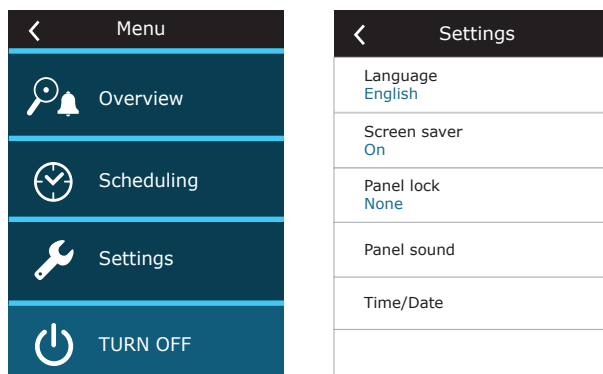 Menu
Overview
Scheduling
Settings
TURN OFF
Settings
Language
English
Screen saver
On
Panel lock
None
Panel sound
Time/Date